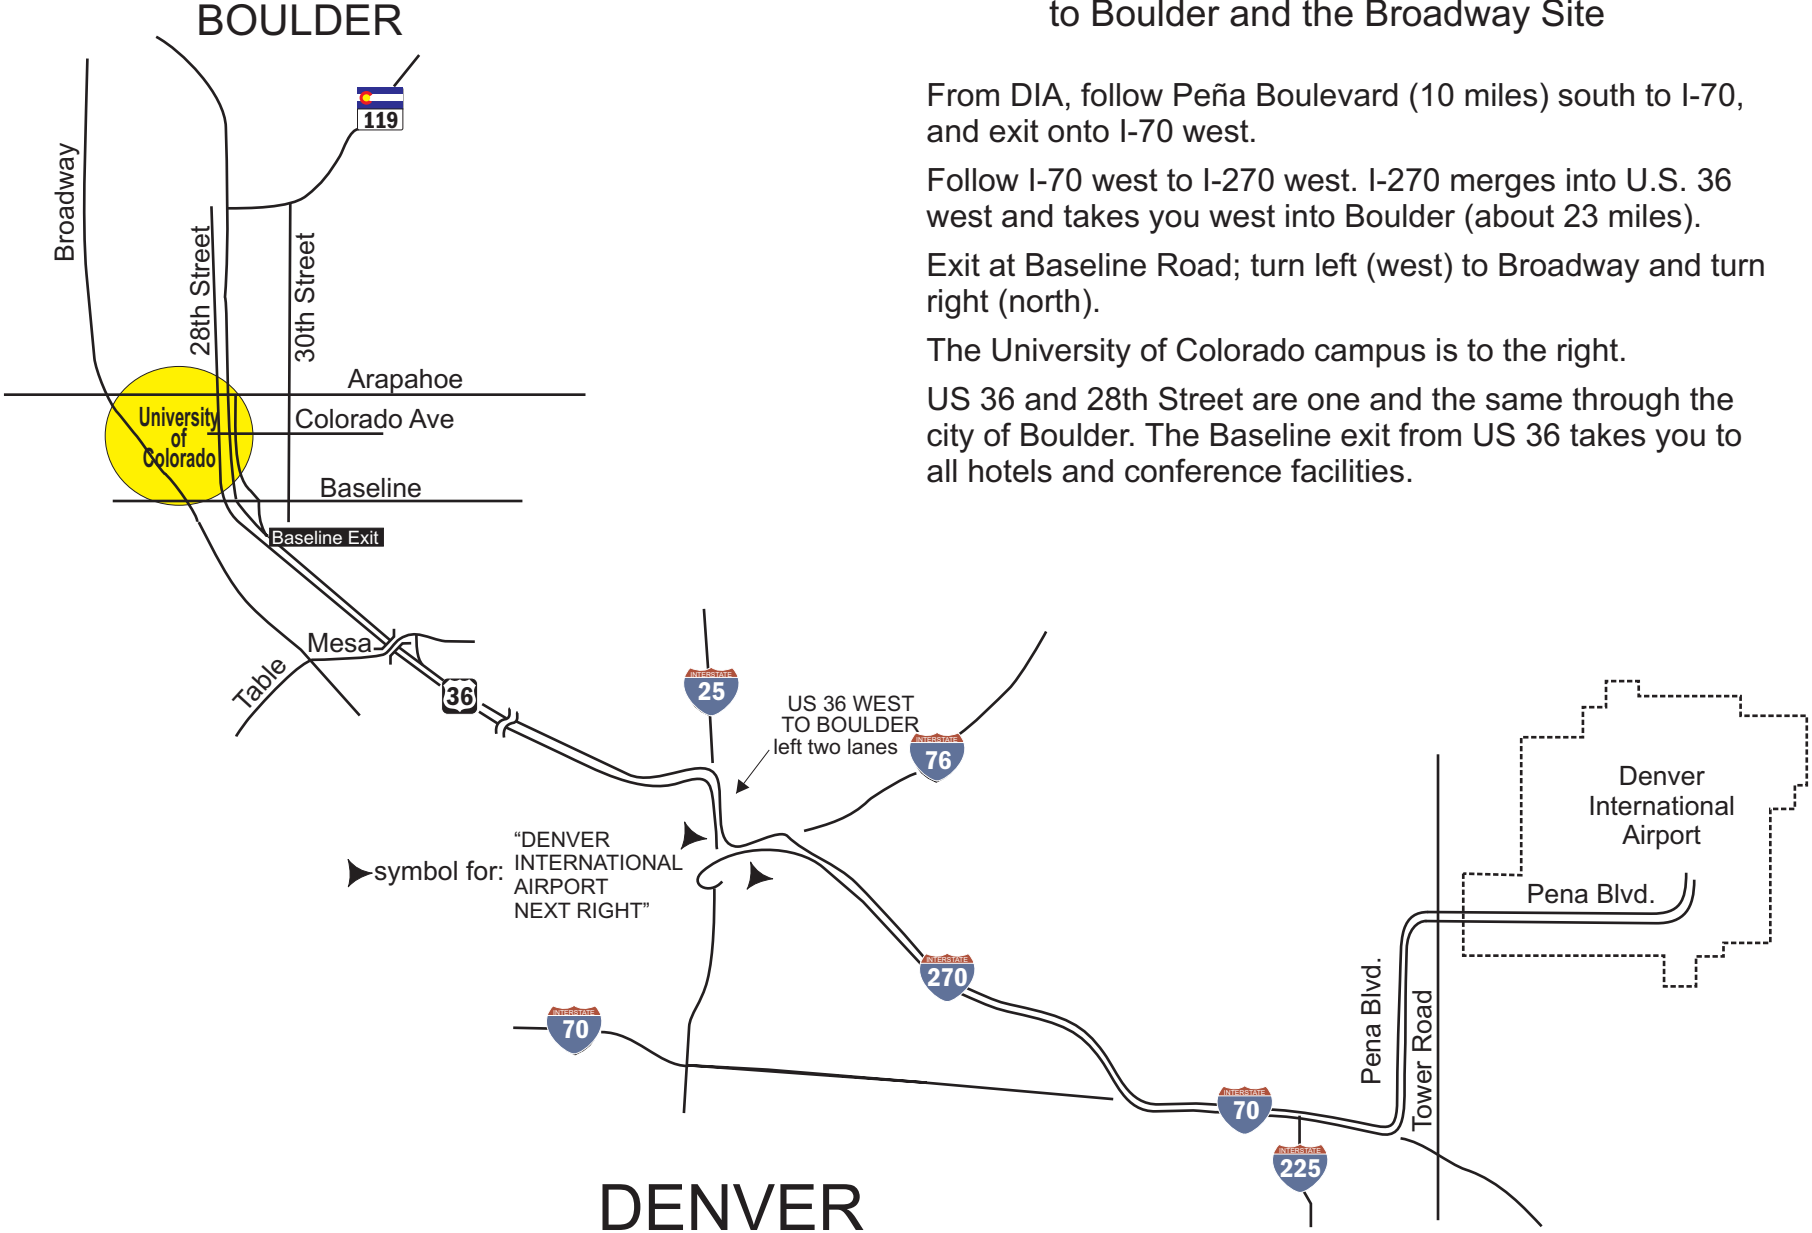 BOULDER
to Boulder and the Broadway Site
From DIA, follow Peña Boulevard (10 miles) south to I-70,
and exit onto I-70 west.
Follow I-70 west to I-270 west. I-270 merges into U.S. 36
west and takes you west into Boulder (about 23 miles).
Exit at Baseline Road; turn left (west) to Broadway and turn
right (north).
The University of Colorado campus is to the right.
US 36 and 28th Street are one and the same through the
city of Boulder. The Baseline exit from US 36 takes you to
all hotels and conference facilities.
119
Broadway
28th Street
30th Street
Arapahoe
Colorado Ave
University
of
Colorado
Baseline
Baseline Exit
Mesa
Table
36
INTERSTATE
25
US 36 WEST
TO BOULDER
left two lanes
INTERSTATE
76
symbol for:
“DENVER
INTERNATIONAL
AIRPORT
NEXT RIGHT”
Denver
International
Airport
Pena Blvd.
Pena Blvd.
Tower Road
INTERSTATE
270
INTERSTATE
70
INTERSTATE
70
INTERSTATE
225
DENVER